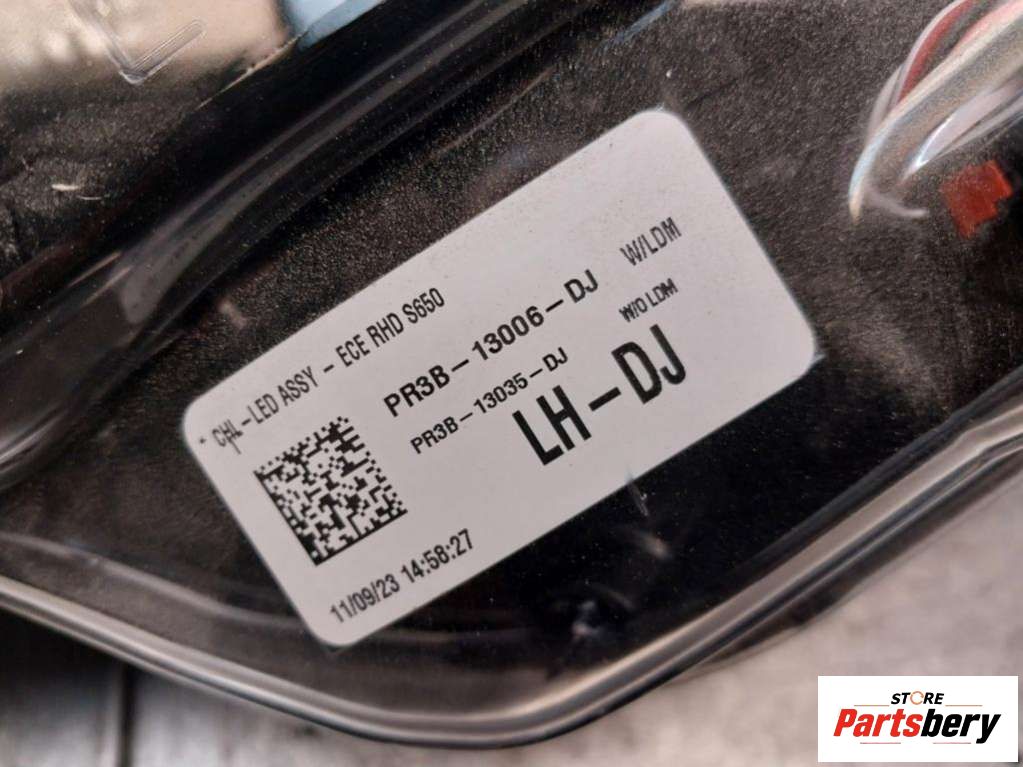 CHL-LED ASSY - ECE RHD S650
PR3B-13006-DJ W/LDM
PR3B-13035-DJ W/O LDM
LH-DJ
11/09/23 14:58:27
STORE
Partsbery